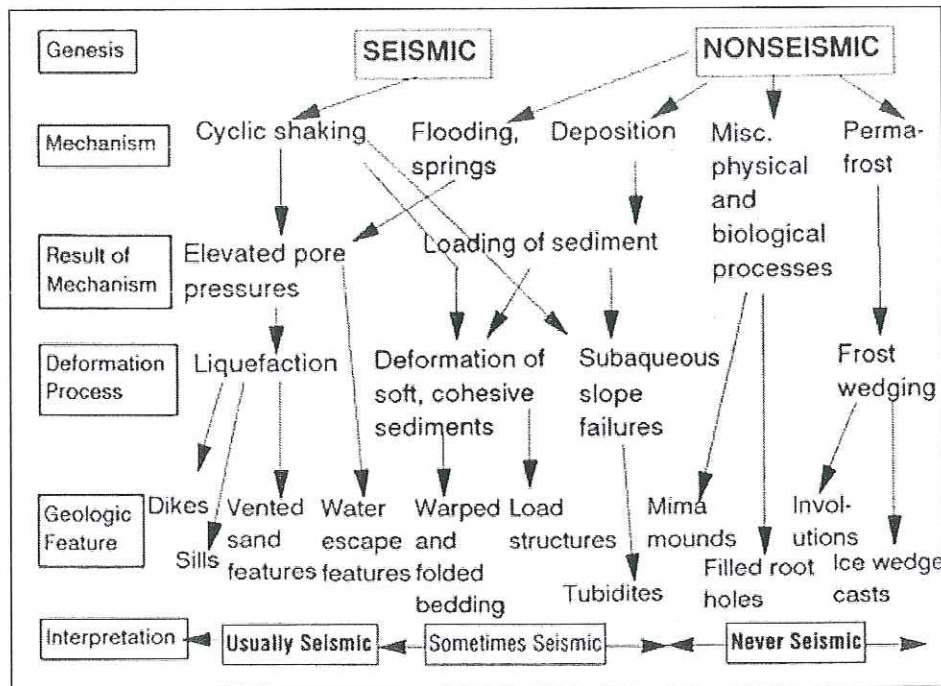 Genesis
SEISMIC
NONSEISMIC
Mechanism
Cyclic shaking
Flooding,
springs
Deposition
Misc.
physical
and
biological
processes
Perma-
frost
Result of
Mechanism
Elevated pore
pressures
Loading of sediment
Deformation
Process
Liquefaction
Deformation of
soft, cohesive
sediments
Subaqueous
slope
failures
Frost
wedging
Geologic
Feature
Dikes
Sills
Vented
sand
features
Water
escape
features
Warped
and
folded
bedding
Load
structures
Tubidites
Mima
mounds
Filled root
holes
Invol-
utions
Ice wedge
casts
Interpretation
Usually Seismic
Sometimes Seismic
Never Seismic